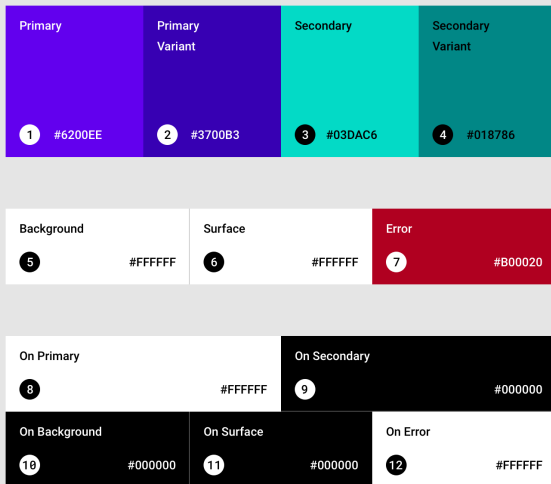 Primary
1 #6200EE
Primary
Variant
2 #3700B3
Secondary
3 #03DAC6
Secondary
Variant
4 #018786
Background
5 #FFFFFF
Surface
6 #FFFFFF
Error
7 #B00020
On Primary
8 #FFFFFF
On Secondary
9 #000000
On Background
10 #000000
On Surface
11 #000000
On Error
12 #FFFFFF